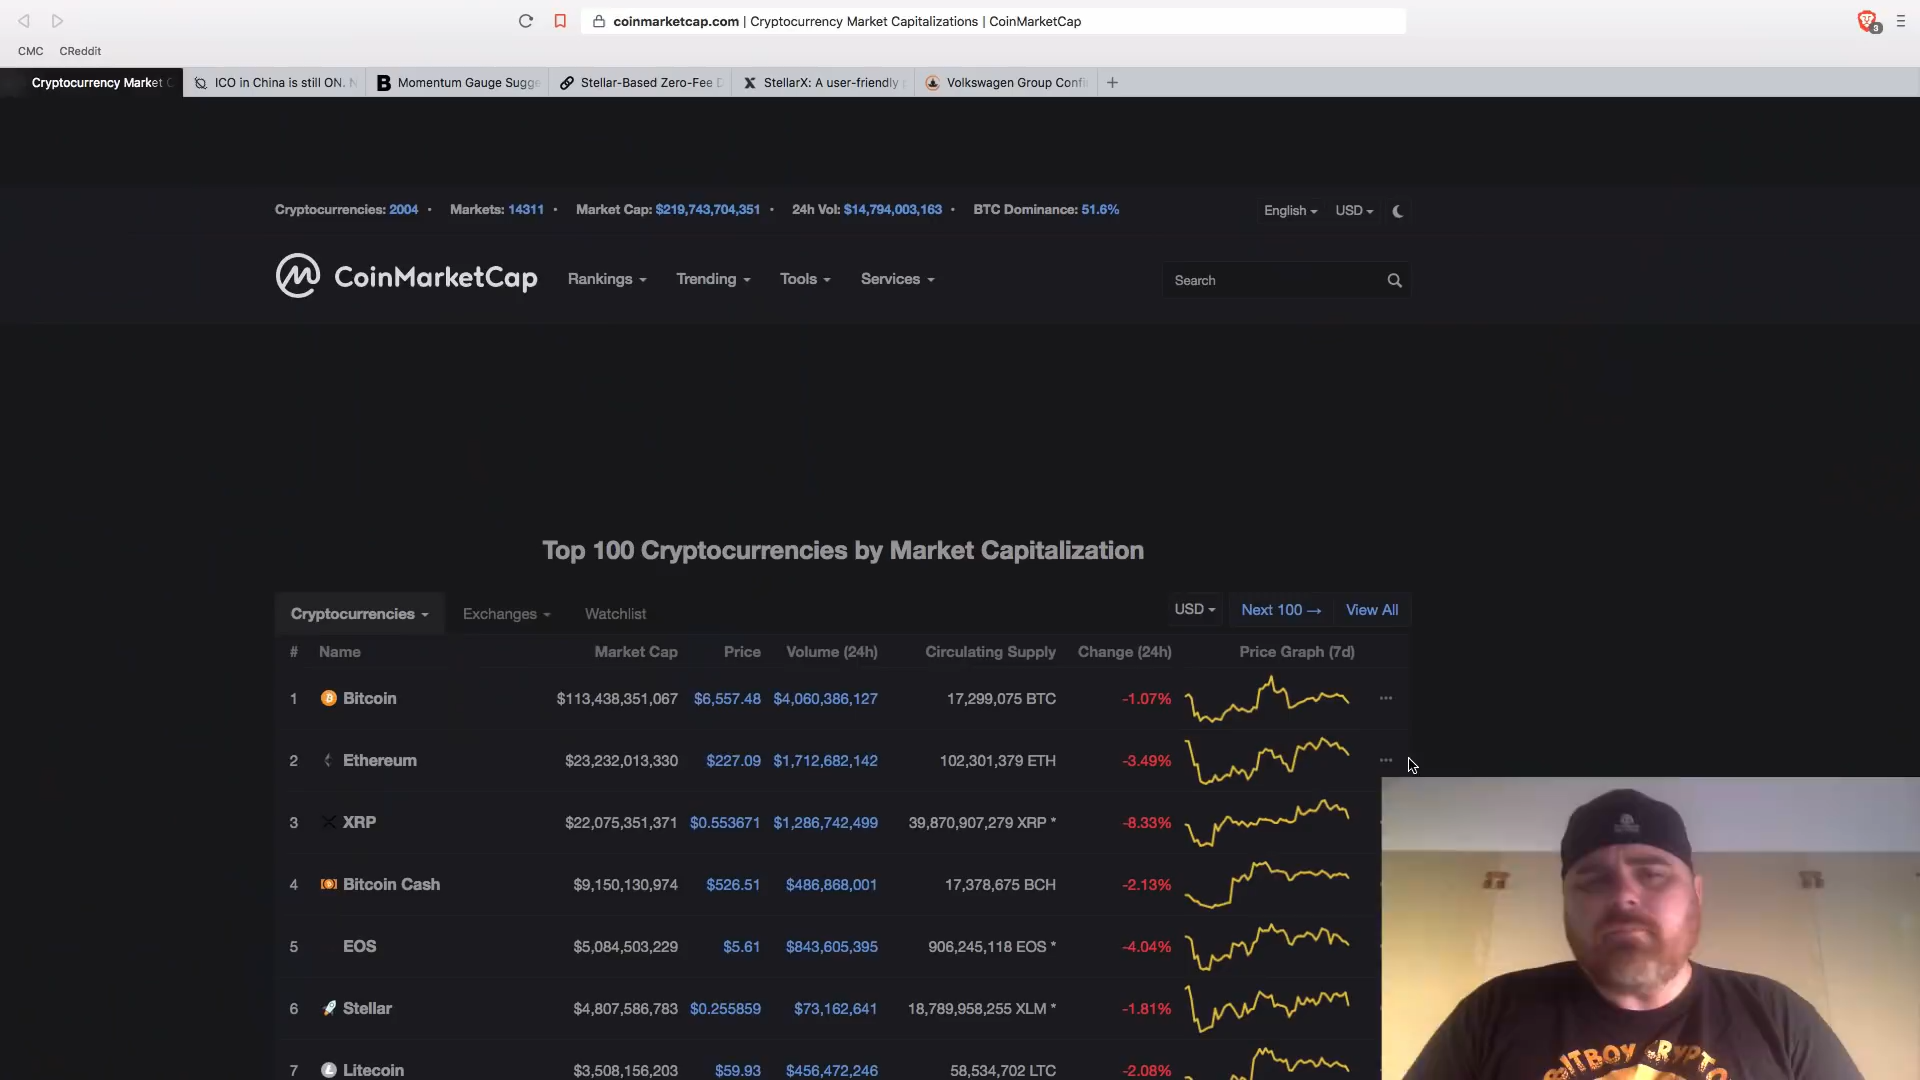 coinmarketcap.com | Cryptocurrency Market Capitalizations | CoinMarketCap
3
CMC CReddit
Cryptocurrency Market C ICO in China is still ON. N Momentum Gauge Sugge Stellar-Based Zero-Fee D StellarX: A user-friendly Volkswagen Group Confi
Cryptocurrencies: 2004 • Markets: 14311 • Market Cap: $219,743,704,351 • 24h Vol: $14,794,003,163 • BTC Dominance: 51.6%
English USD
CoinMarketCap Rankings Trending Tools Services Search
Top 100 Cryptocurrencies by Market Capitalization
Cryptocurrencies Exchanges Watchlist USD Next 100 → View All
# Name Market Cap Price Volume (24h) Circulating Supply Change (24h) Price Graph (7d)
1 Bitcoin $113,438,351,067 $6,557.48 $4,060,386,127 17,299,075 BTC -1.07%
2 Ethereum $23,232,013,330 $227.09 $1,712,682,142 102,301,379 ETH -3.49%
3 XRP $22,075,351,371 $0.553671 $1,286,742,499 39,870,907,279 XRP * -8.33%
4 Bitcoin Cash $9,150,130,974 $526.51 $486,868,001 17,378,675 BCH -2.13%
5 EOS $5,084,503,229 $5.61 $843,605,395 906,245,118 EOS * -4.04%
6 Stellar $4,807,586,783 $0.255859 $73,162,641 18,789,958,255 XLM * -1.81%
7 Litecoin $3,508,156,203 $59.93 $456,472,246 58,534,702 LTC -2.08%
BITBOY CRYPTO